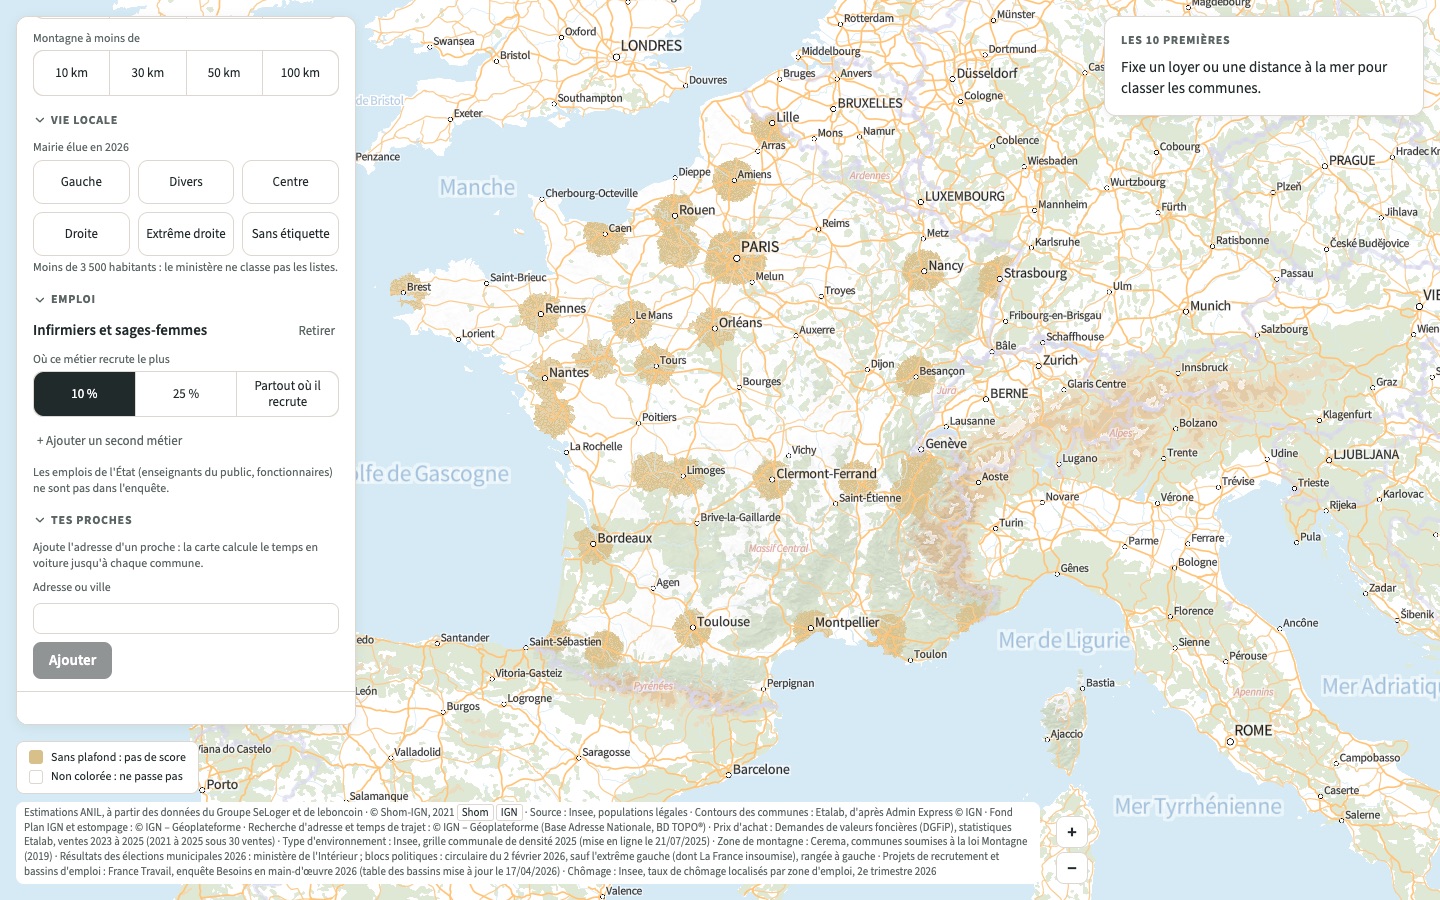 Montagne à moins de
10 km
30 km
50 km
100 km
VIE LOCALE
Mairie élue en 2026
Gauche
Divers
Centre
Droite
Extrême droite
Sans étiquette
Moins de 3 500 habitants : le ministère ne classe pas les listes.
EMPLOI
Infirmiers et sages-femmes
Retirer
Où ce métier recrute le plus
10 %
25 %
Partout où il
recrute
+ Ajouter un second métier
Les emplois de l'État (enseignants du public, fonctionnaires)
ne sont pas dans l'enquête.
TES PROCHES
Ajoute l'adresse d'un proche : la carte calcule le temps en
voiture jusqu'à chaque commune.
Adresse ou ville
Ajouter
Sans plafond : pas de score
Non colorée : ne passe pas
LES 10 PREMIÈRES
Fixe un loyer ou une distance à la mer pour
classer les communes.
Swansea
Oxford
LONDRES
Bristol
Rotterdam
Münster
Magdebourg
Middelbourg
Dortmund
Bruges
Anvers
Düsseldorf
Douvres
Cologne
Southampton
de Bristol
Exeter
BRUXELLES
Lille
Mons
Namur
Arras
Coblence
Cobourg
Wiesbaden
PRAGUE
Hradec Kr
Penzance
Manche
Dieppe
Amiens
Ardennes
Wurtzbourg
Plzeň
Cherbourg-Octeville
LUXEMBOURG
Mannheim
Fürth
Rouen
Jihlava
Caen
Reims
Metz
Karlsruhe
Ratisbonne
České Budějovice
PARIS
Nancy
Strasbourg
Melun
Saint-Brieuc
Brest
Troyes
Ulm
Passau
Munich
VIE
Rennes
Le Mans
Orléans
Auxerre
Fribourg-en-Brisgau
Schaffhouse
Salzbourg
Wien
Lorient
Bâle
Zurich
Tours
Dijon
Besançon
Innsbruck
Nantes
Bourges
Jura
BERNE
Glaris Centre
Graz
Poitiers
Lausanne
Klagenfurt
Bolzano
Alpes
La Rochelle
Vichy
Genève
Lugano
Trente
Udine
LJUBLJANA
olfe de Gascogne
Limoges
Clermont-Ferrand
Aoste
Trévise
Trieste
Karlovac
Saint-Étienne
Novare
Vérone
Rijeka
Brive-la-Gaillarde
Turin
Bordeaux
Massif Central
Parme
Ferrare
Pula
Bologne
Gênes
Agen
Zadar
Florence
Šibenik
Toulouse
Montpellier
Ancône
edo
Santander
Saint-Sébastien
Mer de Ligurie
Sienne
Toulon
Pérouse
Vitoria-Gasteiz
León
Logrogne
Pyrénées
Perpignan
Bastia
Apennins
Mer Adriatiqu
Burgos
ROME
Ajaccio
Viana do Castelo
Valladolid
Saragosse
Campobasso
Barcelone
Porto
Caserte
Salamanque
Mer Tyrrhénienne
Salerne
Estimations ANIL, à partir des données du Groupe SeLoger et de leboncoin · © Shom-IGN, 2021 Shom IGN · Source : Insee, populations légales · Contours des communes : Etalab, d'après Admin Express © IGN · Fond
Plan IGN et estompage : © IGN – Géoplateforme · Recherche d'adresse et temps de trajet : © IGN – Géoplateforme (Base Adresse Nationale, BD TOPO®) · Prix d'achat : Demandes de valeurs foncières (DGFiP), statistiques
Etalab, ventes 2023 à 2025 (2021 à 2025 sous 30 ventes) · Type d'environnement : Insee, grille communale de densité 2025 (mise en ligne le 21/07/2025) · Zone de montagne : Cerema, communes soumises à la loi Montagne
(2019) · Résultats des élections municipales 2026 : ministère de l'Intérieur ; blocs politiques : circulaire du 2 février 2026, sauf l'extrême gauche (dont La France insoumise), rangée à gauche · Projets de recrutement et
bassins d'emploi : France Travail, enquête Besoins en main-d'œuvre 2026 (table des bassins mise à jour le 17/04/2026) · Chômage : Insee, taux de chômage localisés par zone d'emploi, 2e trimestre 2026
+
−
Valence